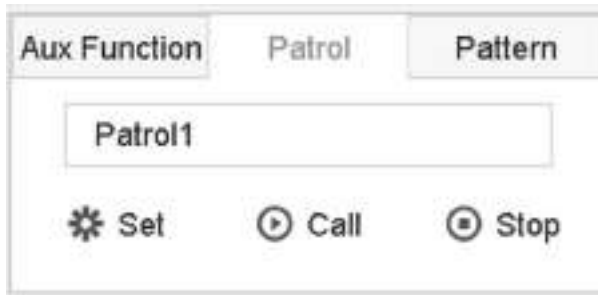 Aux Function Patrol Pattern
Patrol1
Set Call Stop